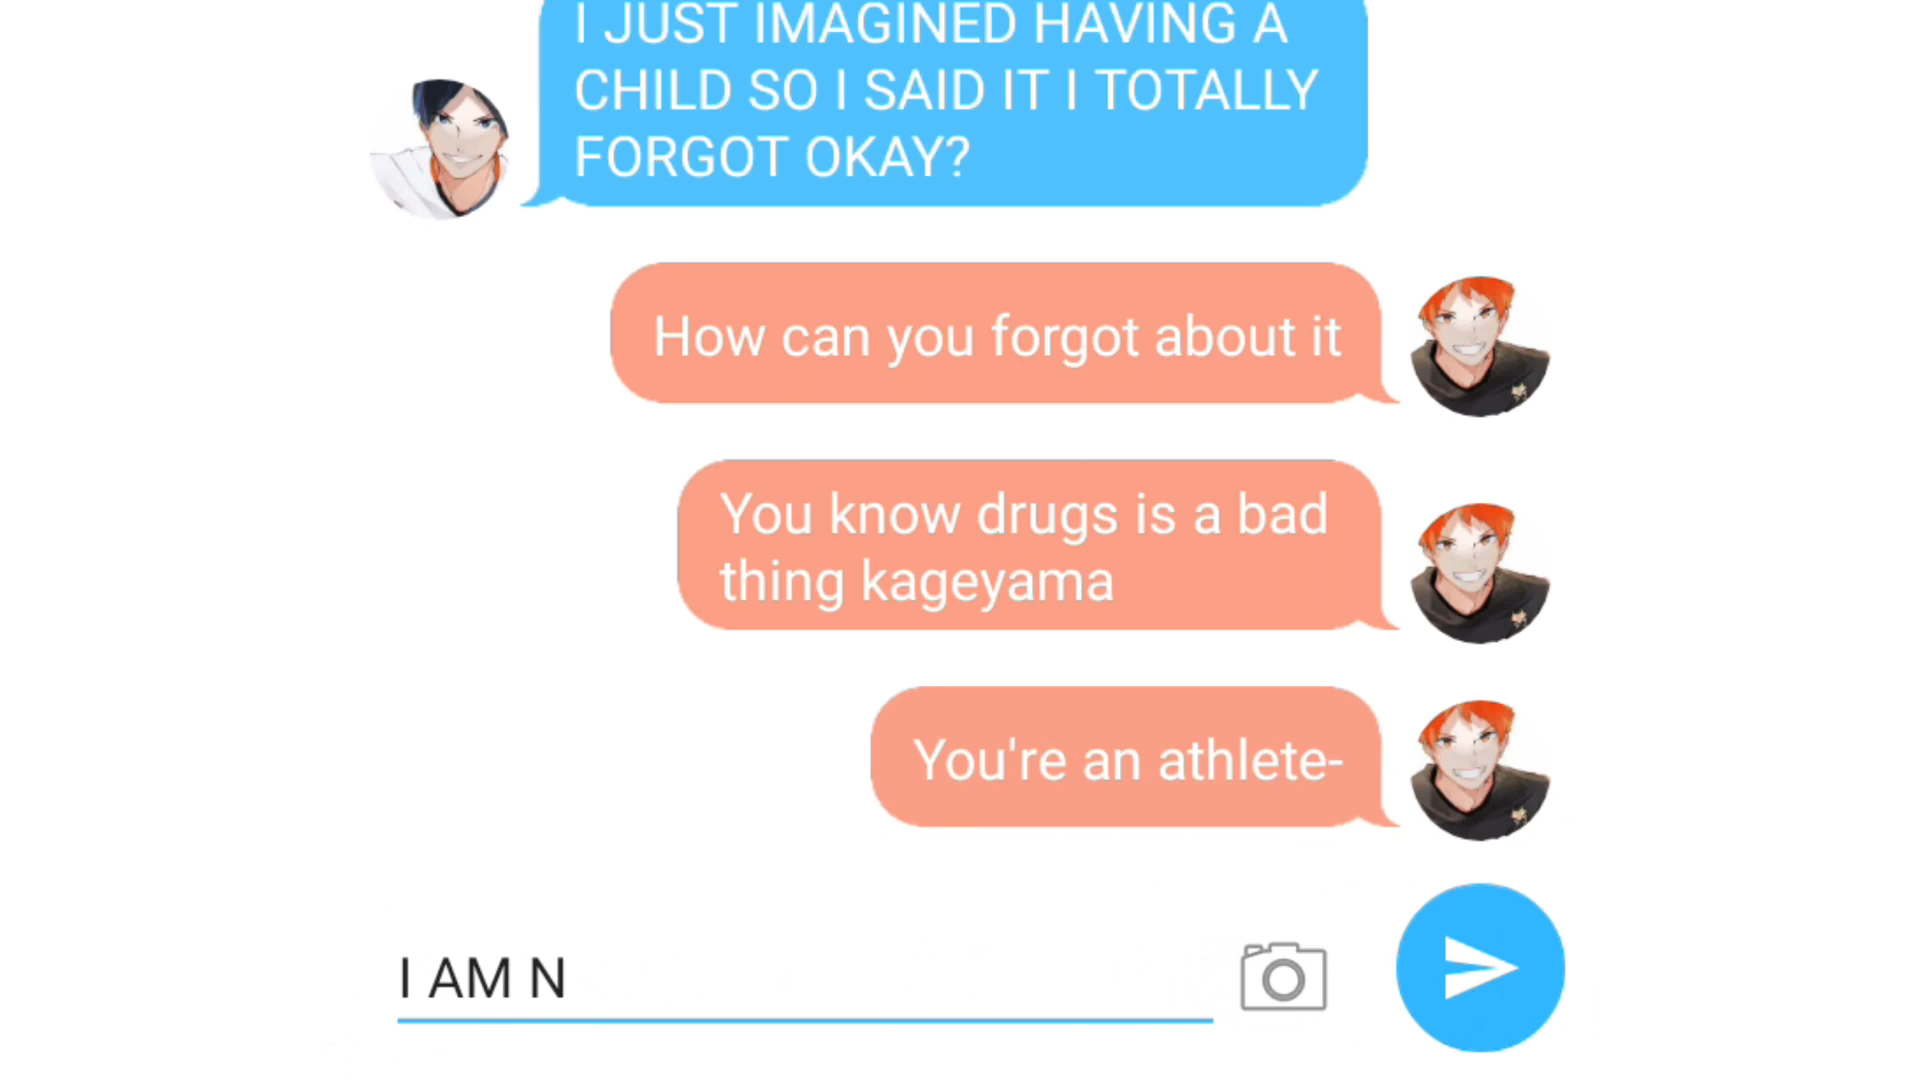 I JUST IMAGINED HAVING A
CHILD SO I SAID IT I TOTALLY
FORGOT OKAY?
How can you forgot about it
You know drugs is a bad
thing kageyama
You're an athlete-
I AM N